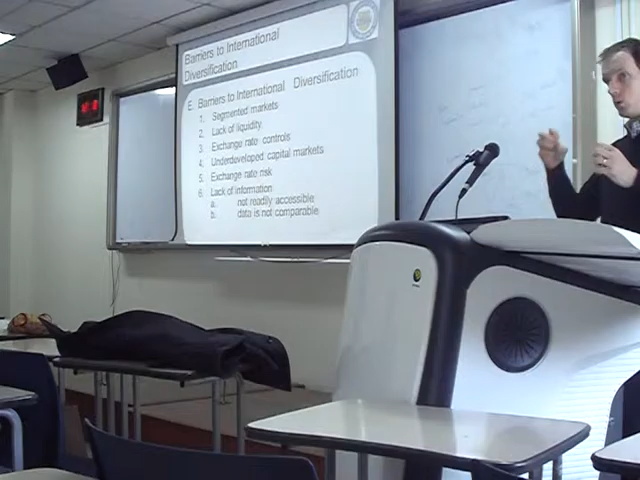 Barriers to International
Diversification
E. Barriers to International Diversification
1. Segmented markets
2. Lack of liquidity
3. Exchange rate controls
4. Underdeveloped capital markets
5. Exchange rate risk
6. Lack of information
a. not readily accessible
b. data is not comparable